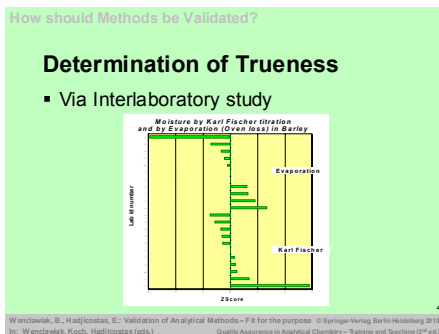 How should Methods be Validated?
Determination of Trueness
▪ Via Interlaboratory study
Moisture by Karl Fischer titration
and by Evaporation (Oven loss) in Barley
Evaporation
Lab Id number
Karl Fischer
Z Score
Wenclawiak, B., Hadjicostas, E.: Validation of Analytical Methods – Fit for the purpose © Springer-Verlag Berlin Heidelberg 2010
In: Wenclawiak, Koch, Hadjicostas (eds.) Quality Assurance in Analytical Chemistry – Training and Teaching (2nd ed.)